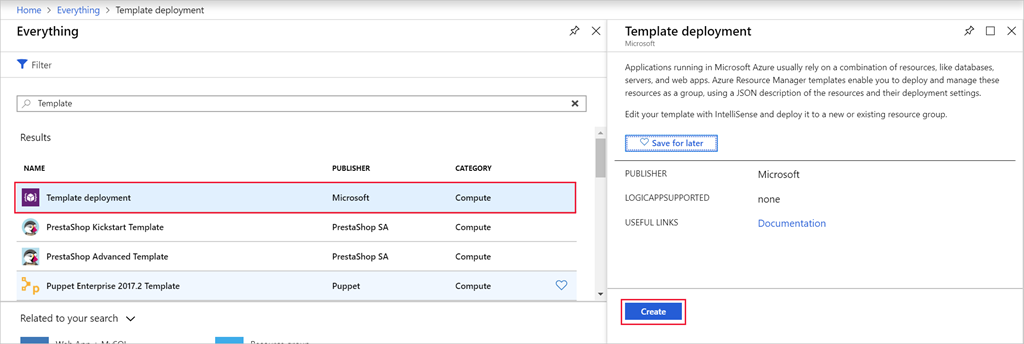 Home > Everything > Template deployment
Everything
Filter
Template
Results
NAME PUBLISHER CATEGORY
Template deployment Microsoft Compute
PrestaShop Kickstart Template PrestaShop SA Compute
PrestaShop Advanced Template PrestaShop SA Compute
Puppet Enterprise 2017.2 Template Puppet Compute
Related to your search
Web App + MySQL Resource group
Template deployment
Microsoft
Applications running in Microsoft Azure usually rely on a combination of resources, like databases,
servers, and web apps. Azure Resource Manager templates enable you to deploy and manage these
resources as a group, using a JSON description of the resources and their deployment settings.
Edit your template with IntelliSense and deploy it to a new or existing resource group.
Save for later
PUBLISHER Microsoft
LOGICAPPSUPPORTED none
USEFUL LINKS Documentation
Create